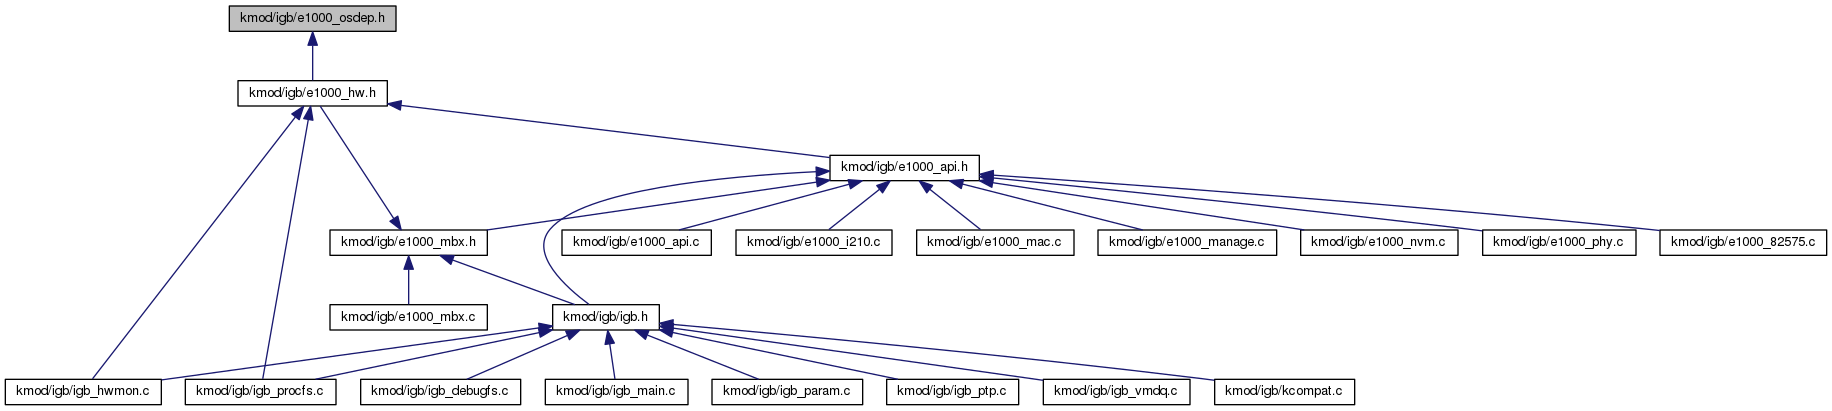 kmod/igb/e1000_osdep.h
kmod/igb/e1000_hw.h
kmod/igb/e1000_api.h
kmod/igb/e1000_mbx.h
kmod/igb/e1000_api.c
kmod/igb/e1000_i210.c
kmod/igb/e1000_mac.c
kmod/igb/e1000_manage.c
kmod/igb/e1000_nvm.c
kmod/igb/e1000_phy.c
kmod/igb/e1000_82575.c
kmod/igb/e1000_mbx.c
kmod/igb/igb.h
kmod/igb/igb_hwmon.c
kmod/igb/igb_procfs.c
kmod/igb/igb_debugfs.c
kmod/igb/igb_main.c
kmod/igb/igb_param.c
kmod/igb/igb_ptp.c
kmod/igb/igb_vmdq.c
kmod/igb/kcompat.c